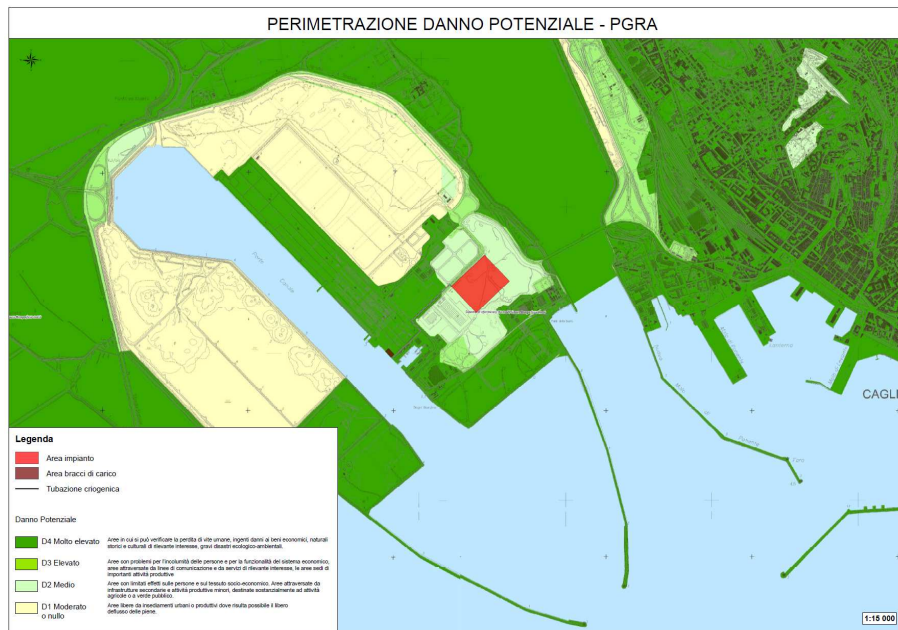 PERIMETRAZIONE DANNO POTENZIALE - PGRA
Porto
Canale
CAGLI
Legenda
Area impianto
Area bracci di carico
Tubazione criogenica
Danno Potenziale
D4 Molto elevato
Aree in cui si può verificare la perdita di vite umane, ingenti danni ai beni economici, naturali
storici e culturali di rilevante interesse, gravi disastri ecologico-ambientali.
D3 Elevato
Aree con problemi per l'incolumità delle persone e per la funzionalità del sistema economico,
aree attraversate da linee di comunicazione e da servizi di rilevante interesse, le aree sedi di
importanti attività produttive
D2 Medio
Aree con limitati effetti sulle persone e sul tessuto socio-economico. Aree attraversate da
infrastrutture secondarie e attività produttive minori, destinate sostanzialmente ad attività
agricole o a verde pubblico.
D1 Moderato
o nullo
Aree libere da insediamenti urbani o produttivi dove risulta possibile il libero
deflusso delle piene.
1:15 000